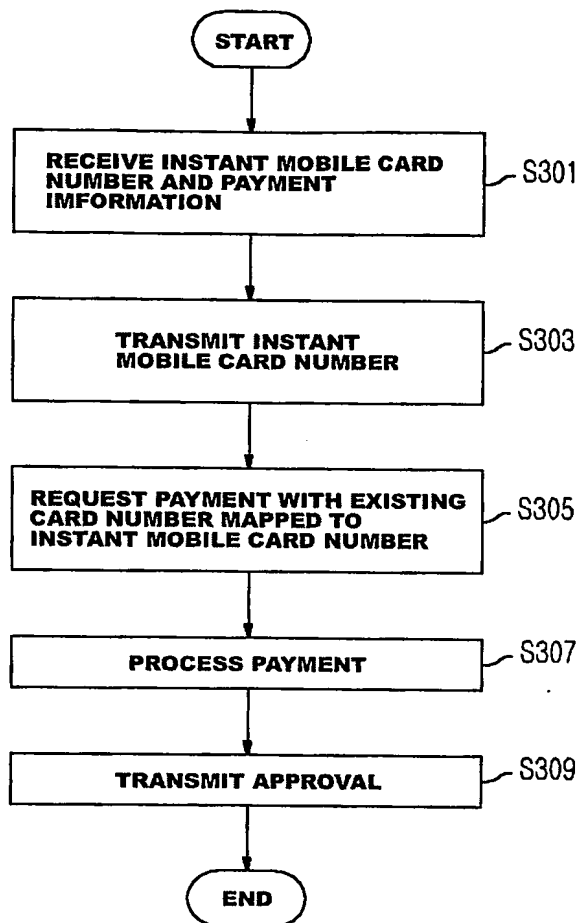 START
RECEIVE INSTANT MOBILE CARD
NUMBER AND PAYMENT
IMFORMATION
S301
TRANSMIT INSTANT
MOBILE CARD NUMBER
S303
REQUEST PAYMENT WITH EXISTING
CARD NUMBER MAPPED TO
INSTANT MOBILE CARD NUMBER
S305
PROCESS PAYMENT
S307
TRANSMIT APPROVAL
S309
END